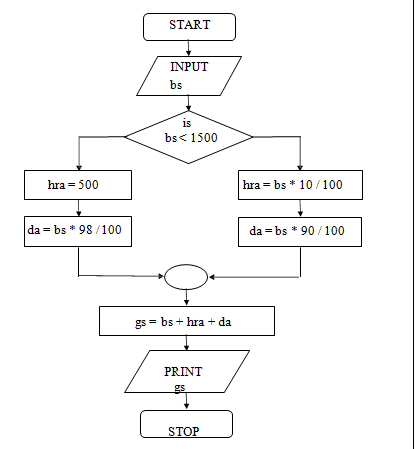 START
INPUT
bs
is
bs < 1500
hra = 500
hra = bs * 10 / 100
da = bs * 98 / 100
da = bs * 90 / 100
gs = bs + hra + da
PRINT
gs
STOP